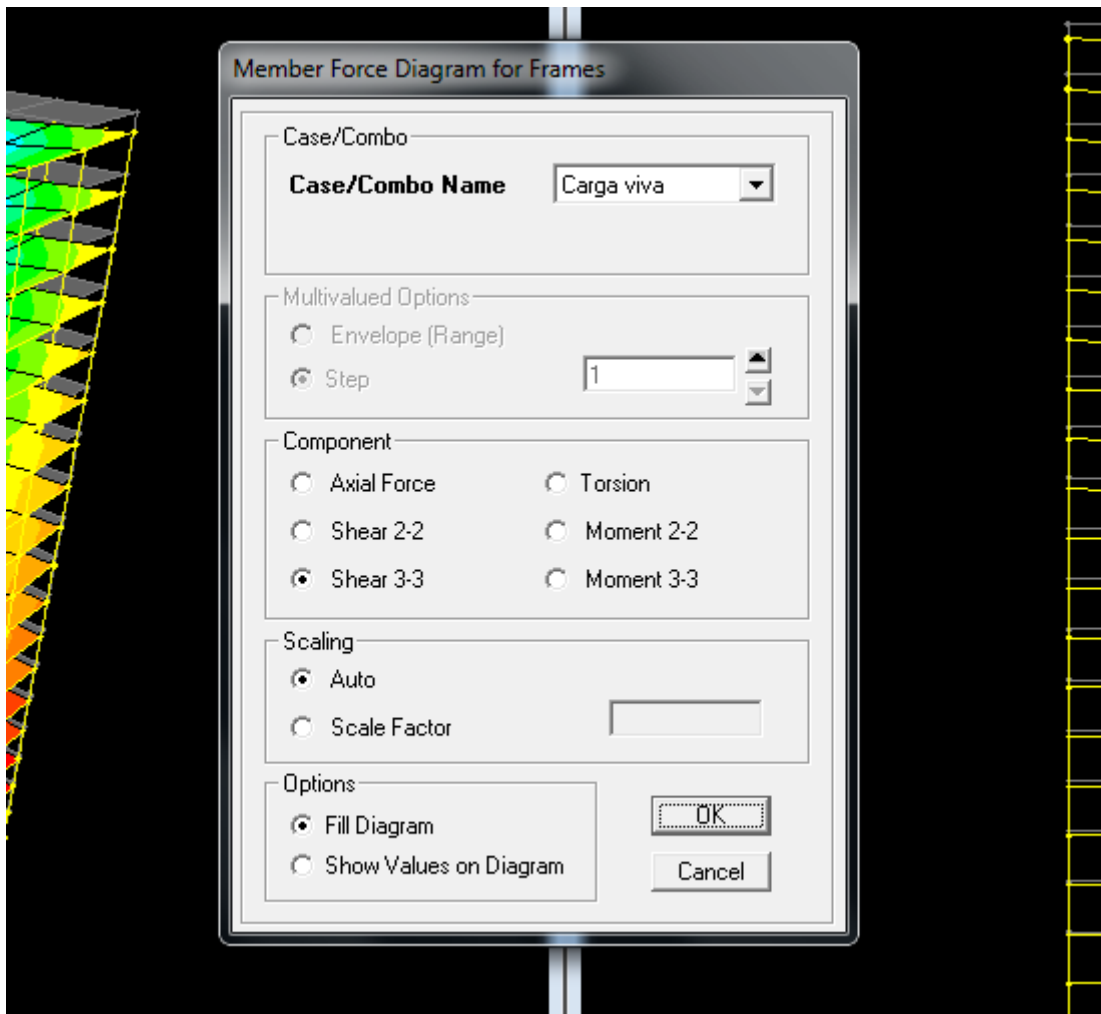 Member Force Diagram for Frames
Case/Combo
Case/Combo Name Carga viva
Multivalued Options
Envelope (Range)
Step 1
Component
Axial Force Torsion
Shear 2-2 Moment 2-2
Shear 3-3 Moment 3-3
Scaling
Auto
Scale Factor
Options
Fill Diagram OK
Show Values on Diagram Cancel